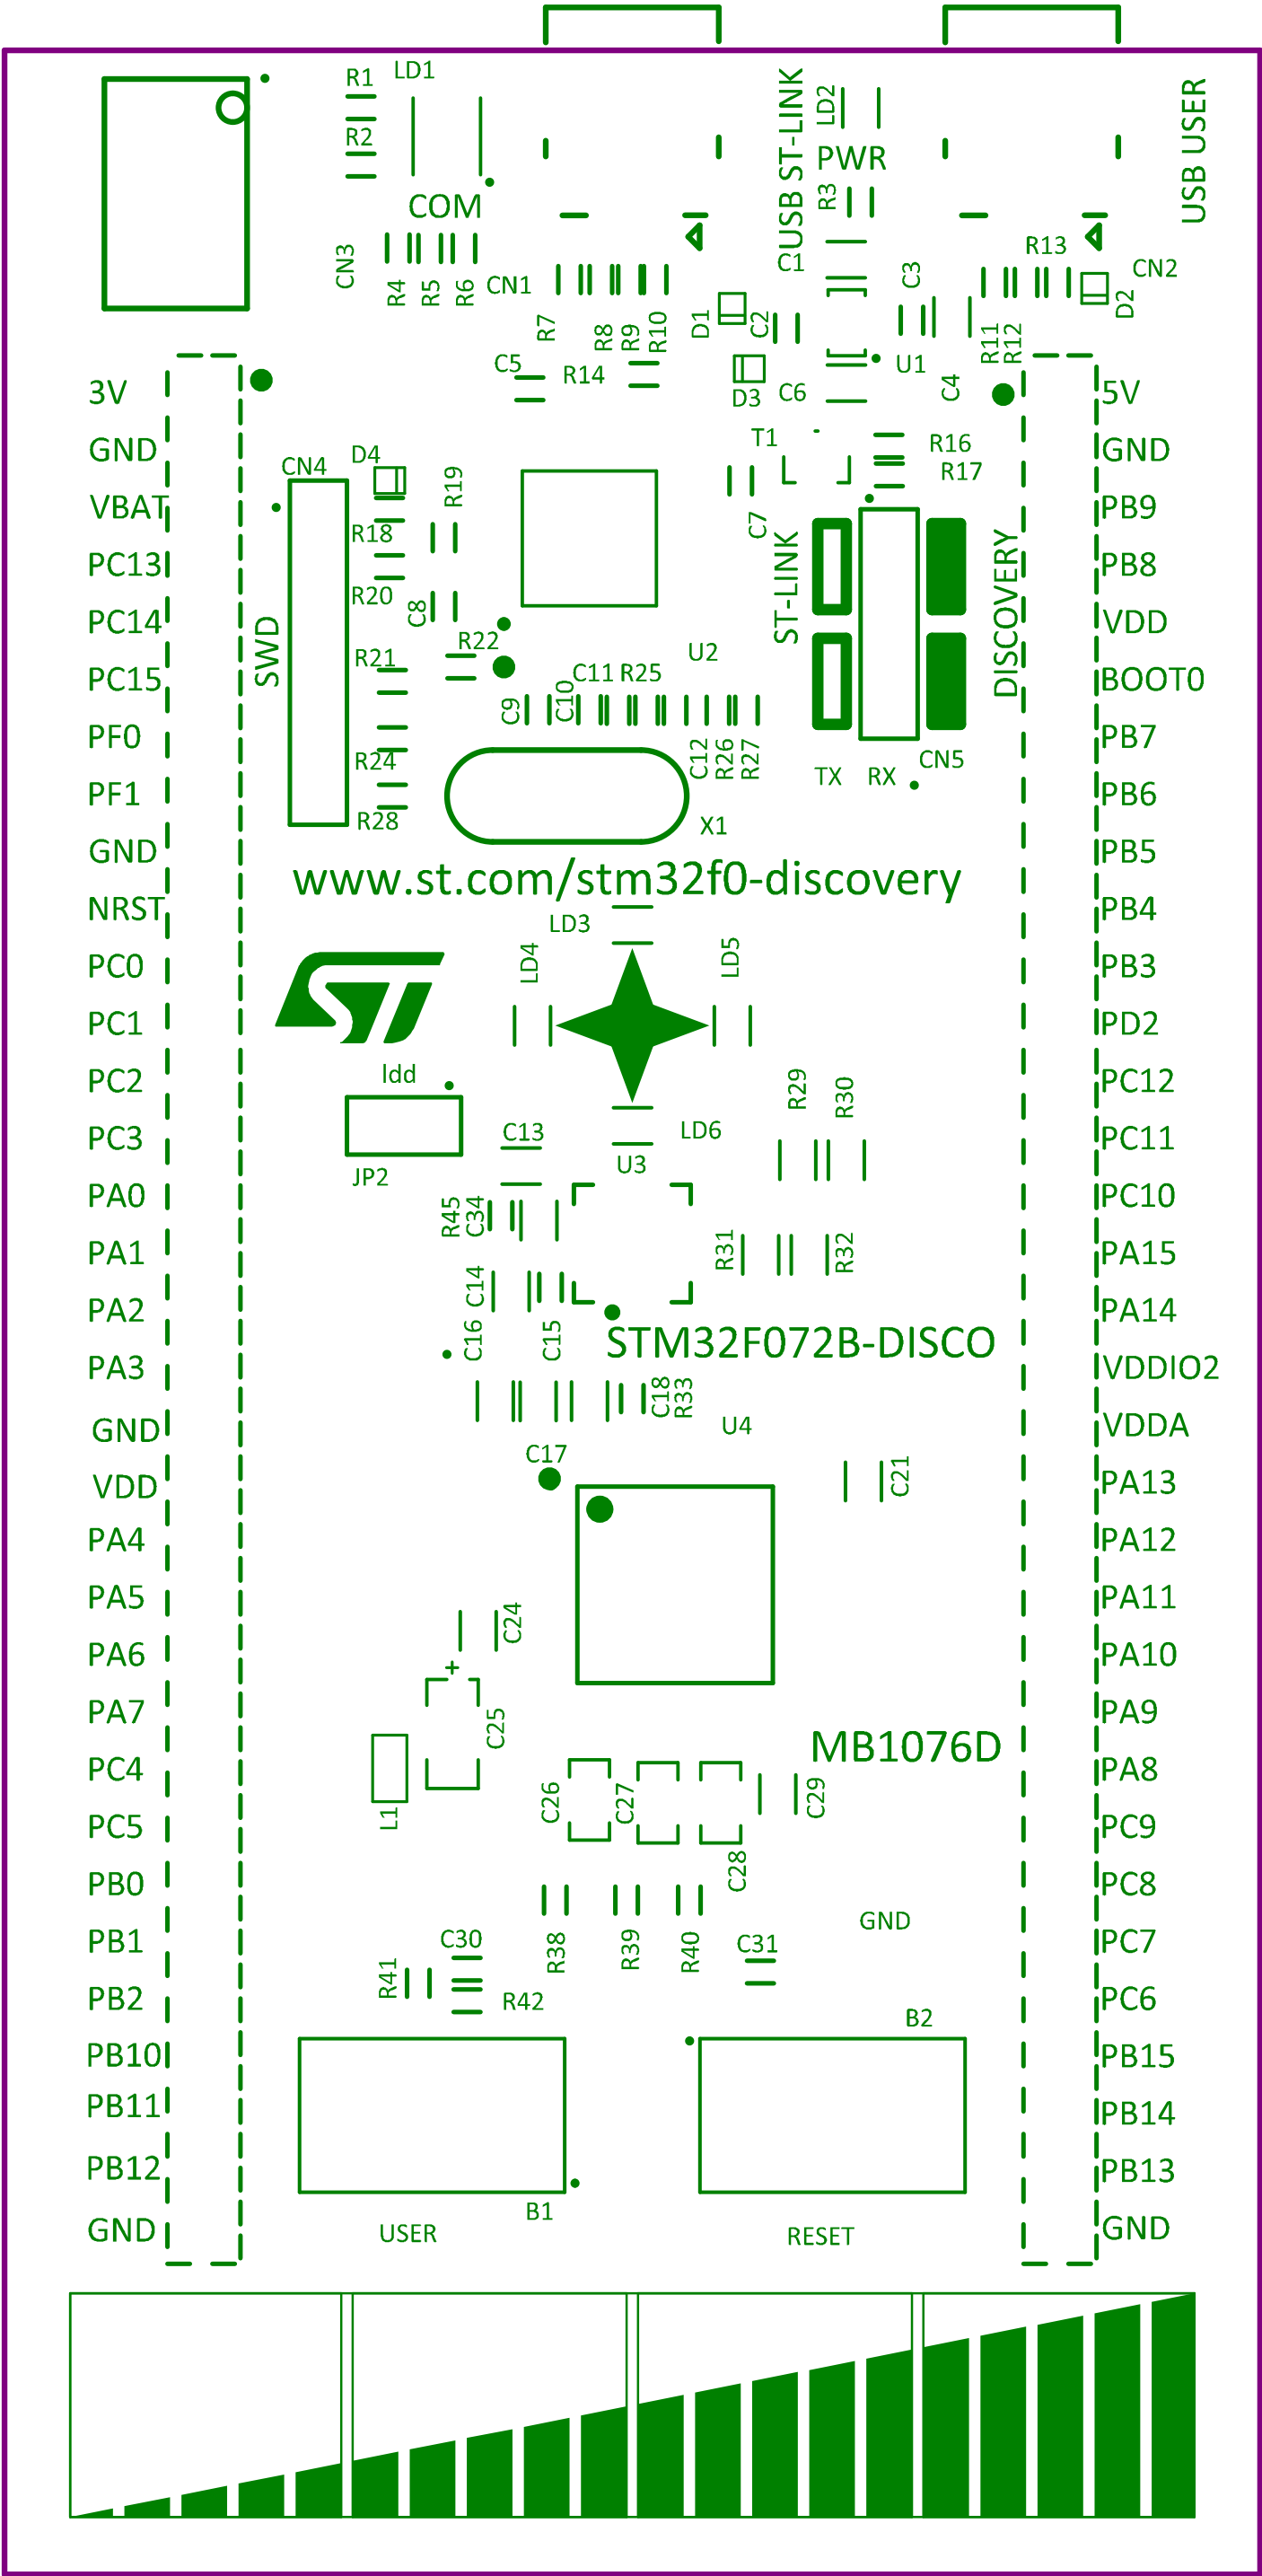 R1
LD1
R2
COM
CN3
R4
R5
R6
CN1
R7
R8
R9
R10
USB ST-LINK
LD2
PWR
R3
C1
USB USER
R13
CN2
C3
D1
C2
R11
R12
D2
C5
R14
D3
C6
U1
C4
T1
R16
R17
3V
GND
VBAT
PC13
PC14
PC15
PF0
PF1
GND
NRST
PC0
PC1
PC2
PC3
PA0
PA1
PA2
PA3
GND
VDD
PA4
PA5
PA6
PA7
PC4
PC5
PB0
PB1
PB2
PB10
PB11
PB12
GND
CN4
D4
R19
R18
R20
C8
SWD
R21
R22
R24
R28
C7
ST-LINK
DISCOVERY
U2
C9
C10
C11
R25
C12
R26
R27
TX
RX
CN5
X1
www.st.com/stm32f0-discovery
LD3
LD4
LD5
ST
Idd
JP2
C13
LD6
U3
R29
R30
R45
C34
R31
R32
C14
C16
C15
STM32F072B-DISCO
C18
R33
U4
C17
C21
C24
+
C25
MB1076D
L1
C26
C27
C28
C29
GND
R38
R39
R40
C30
C31
R41
R42
B2
B1
USER
RESET
5V
GND
PB9
PB8
VDD
BOOT0
PB7
PB6
PB5
PB4
PB3
PD2
PC12
PC11
PC10
PA15
PA14
VDDIO2
VDDA
PA13
PA12
PA11
PA10
PA9
PA8
PC9
PC8
PC7
PC6
PB15
PB14
PB13
GND